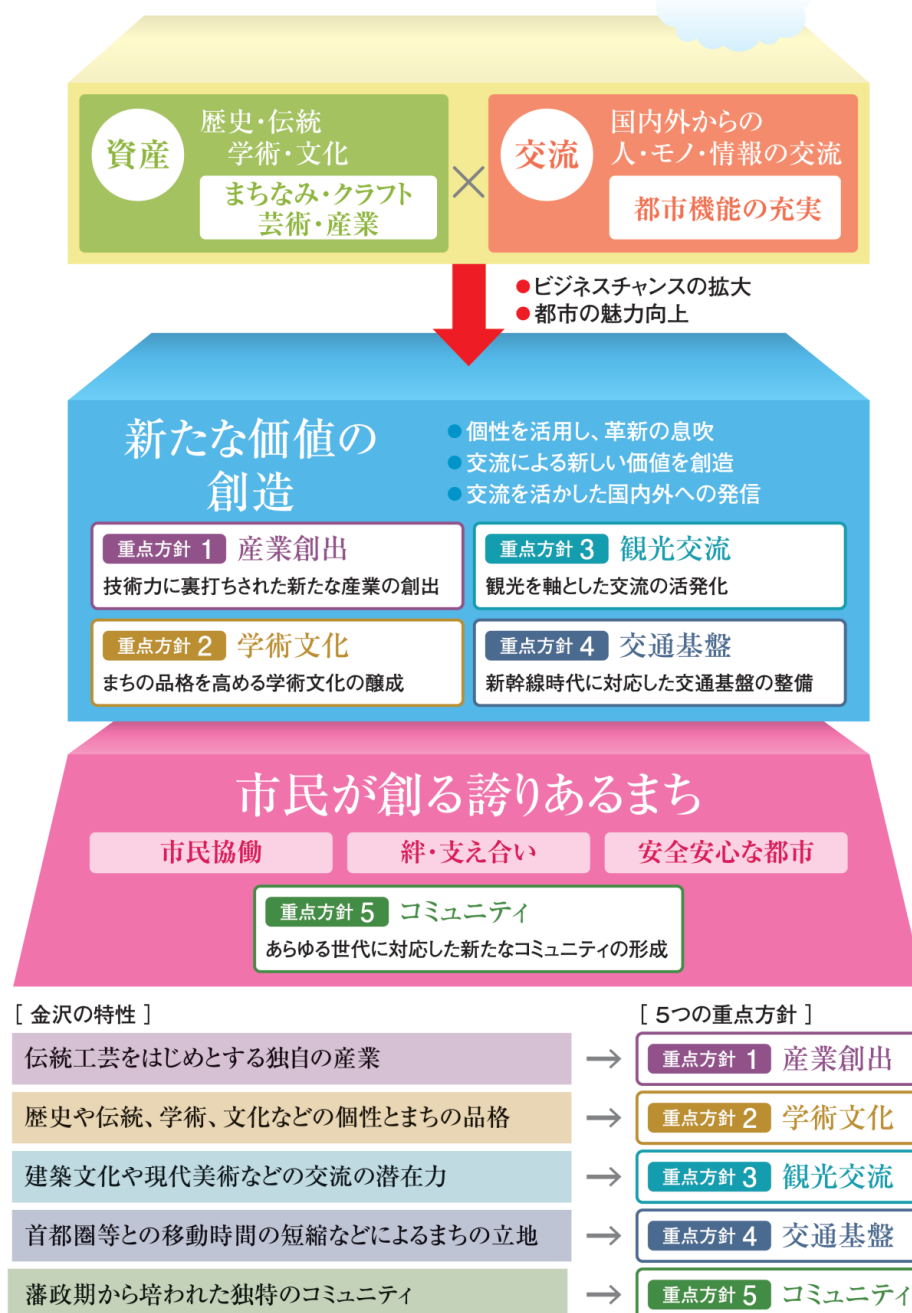 資産
歴史・伝統
学術・文化
まちなみ・クラフト
芸術・産業
×
交流
国内外からの
人・モノ・情報の交流
都市機能の充実
●ビジネスチャンスの拡大
●都市の魅力向上
新たな価値の
創造
●個性を活用し、革新の息吹
●交流による新しい価値を創造
●交流を活かした国内外への発信
重点方針 1 産業創出
技術力に裏打ちされた新たな産業の創出
重点方針 2 学術文化
まちの品格を高める学術文化の醸成
重点方針 3 観光交流
観光を軸とした交流の活発化
重点方針 4 交通基盤
新幹線時代に対応した交通基盤の整備
市民が創る誇りあるまち
市民協働
絆・支え合い
安全安心な都市
重点方針 5 コミュニティ
あらゆる世代に対応した新たなコミュニティの形成
[ 金沢の特性 ]
[ 5つの重点方針 ]
伝統工芸をはじめとする独自の産業 → 重点方針 1 産業創出
歴史や伝統、学術、文化などの個性とまちの品格 → 重点方針 2 学術文化
建築文化や現代美術などの交流の潜在力 → 重点方針 3 観光交流
首都圏等との移動時間の短縮などによるまちの立地 → 重点方針 4 交通基盤
藩政期から培われた独特のコミュニティ → 重点方針 5 コミュニティ